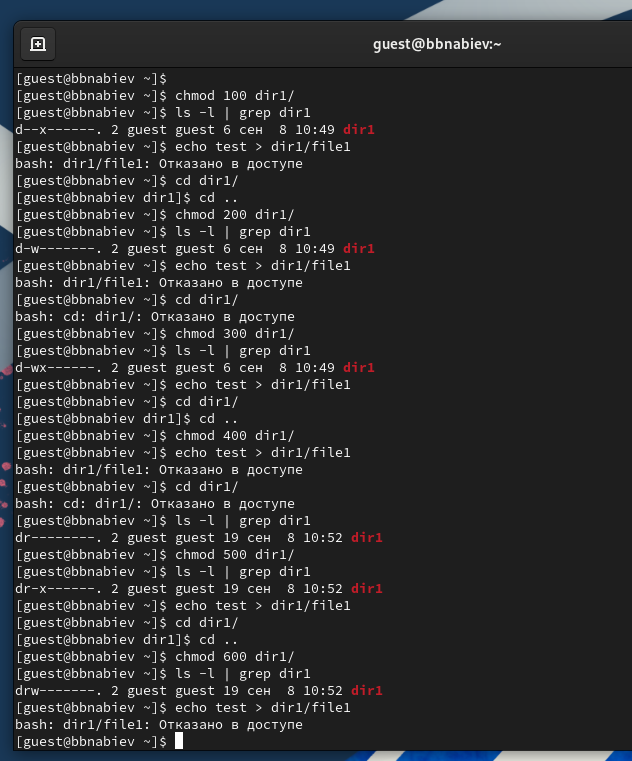 guest@bbnabiev:~
[guest@bbnabiev ~]$
[guest@bbnabiev ~]$ chmod 100 dir1/
[guest@bbnabiev ~]$ ls -l | grep dir1
d--x------. 2 guest guest 6 сен  8 10:49 dir1
[guest@bbnabiev ~]$ echo test > dir1/file1
bash: dir1/file1: Отказано в доступе
[guest@bbnabiev ~]$ cd dir1/
[guest@bbnabiev dir1]$ cd ..
[guest@bbnabiev ~]$ chmod 200 dir1/
[guest@bbnabiev ~]$ ls -l | grep dir1
d-w-------. 2 guest guest 6 сен  8 10:49 dir1
[guest@bbnabiev ~]$ echo test > dir1/file1
bash: dir1/file1: Отказано в доступе
[guest@bbnabiev ~]$ cd dir1/
bash: cd: dir1/: Отказано в доступе
[guest@bbnabiev ~]$ chmod 300 dir1/
[guest@bbnabiev ~]$ ls -l | grep dir1
d-wx------. 2 guest guest 6 сен  8 10:49 dir1
[guest@bbnabiev ~]$ echo test > dir1/file1
[guest@bbnabiev ~]$ cd dir1/
[guest@bbnabiev dir1]$ cd ..
[guest@bbnabiev ~]$ chmod 400 dir1/
[guest@bbnabiev ~]$ echo test > dir1/file1
bash: dir1/file1: Отказано в доступе
[guest@bbnabiev ~]$ cd dir1/
bash: cd: dir1/: Отказано в доступе
[guest@bbnabiev ~]$ ls -l | grep dir1
dr--------. 2 guest guest 19 сен  8 10:52 dir1
[guest@bbnabiev ~]$ chmod 500 dir1/
[guest@bbnabiev ~]$ ls -l | grep dir1
dr-x------. 2 guest guest 19 сен  8 10:52 dir1
[guest@bbnabiev ~]$ echo test > dir1/file1
[guest@bbnabiev ~]$ cd dir1/
[guest@bbnabiev dir1]$ cd ..
[guest@bbnabiev ~]$ chmod 600 dir1/
[guest@bbnabiev ~]$ ls -l | grep dir1
drw-------. 2 guest guest 19 сен  8 10:52 dir1
[guest@bbnabiev ~]$ echo test > dir1/file1
bash: dir1/file1: Отказано в доступе
[guest@bbnabiev ~]$